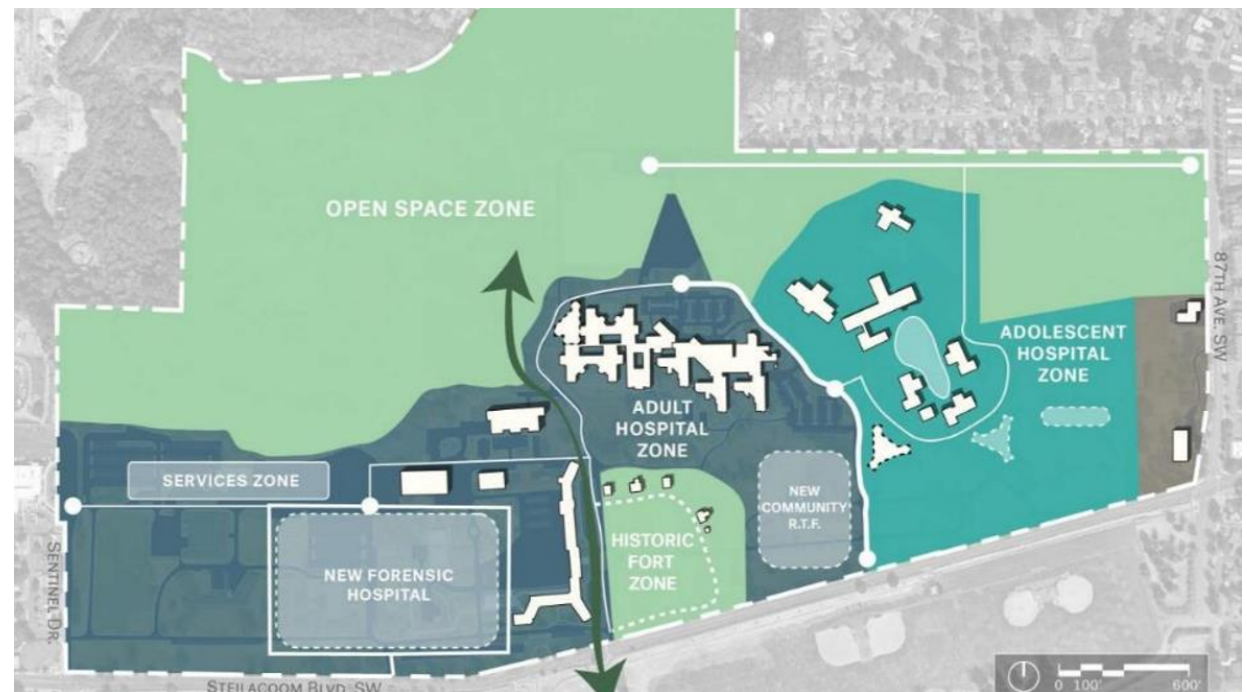 OPEN SPACE ZONE
87TH AVE. SW
ADOLESCENT
HOSPITAL
ZONE
ADULT
HOSPITAL
ZONE
SERVICES ZONE
NEW
COMMUNITY
R.T.F.
HISTORIC
FORT
ZONE
NEW FORENSIC
HOSPITAL
SENTINEL DR.
STEILACOOM BLVD. SW
0 100' 600'